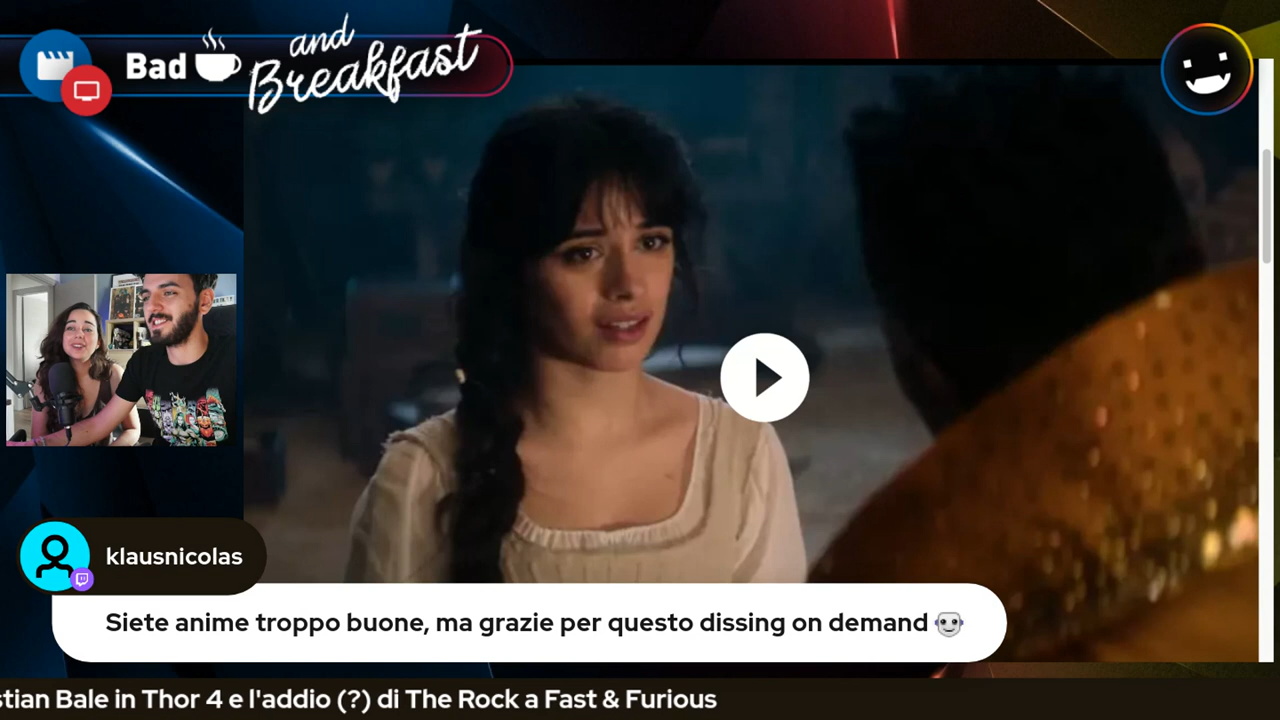 Bad and Breakfast
klausnicolas
Siete anime troppo buone, ma grazie per questo dissing on demand
stian Bale in Thor 4 e l'addio (?) di The Rock a Fast & Furious